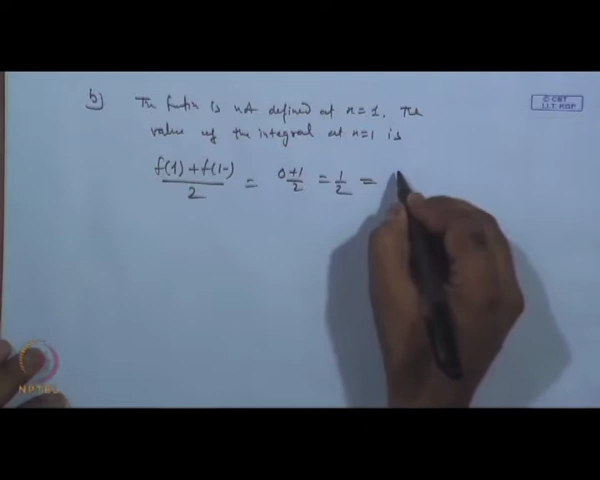 b) The function is not defined at x=1. The
value of the integral at x=1 is
f(1)+f(1-)/2 = 0+1/2 = 1/2 =
© CET
I.I.T. KGP
NPTEL